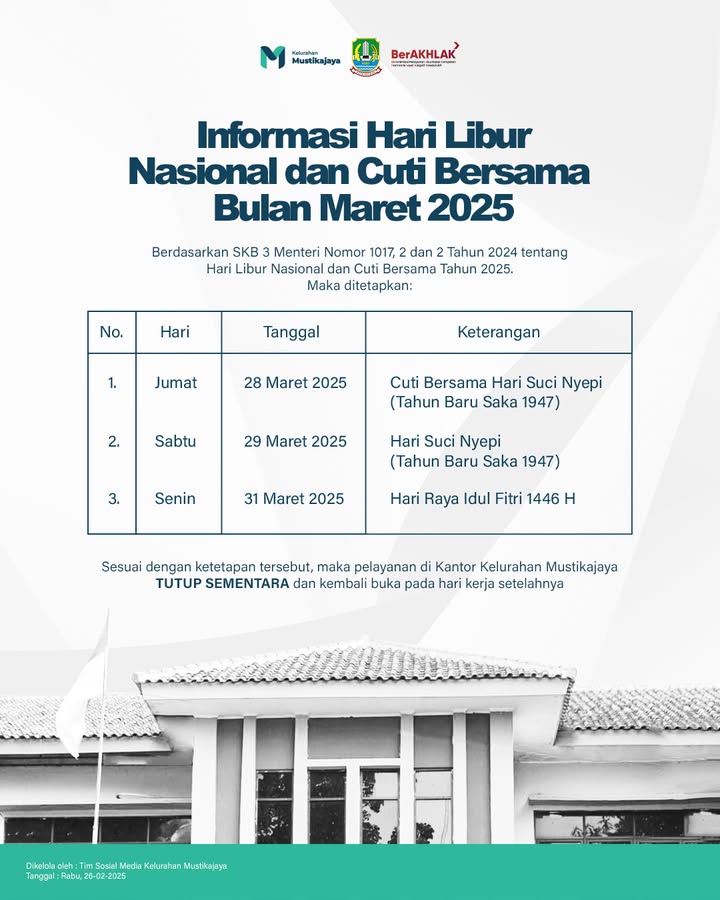 Kelurahan
Mustikajaya
BerAKHLAK
Informasi Hari Libur
Nasional dan Cuti Bersama
Bulan Maret 2025
Berdasarkan SKB 3 Menteri Nomor 1017, 2 dan 2 Tahun 2024 tentang
Hari Libur Nasional dan Cuti Bersama Tahun 2025.
Maka ditetapkan:
No. Hari Tanggal Keterangan
1. Jumat 28 Maret 2025 Cuti Bersama Hari Suci Nyepi
(Tahun Baru Saka 1947)
2. Sabtu 29 Maret 2025 Hari Suci Nyepi
(Tahun Baru Saka 1947)
3. Senin 31 Maret 2025 Hari Raya Idul Fitri 1446 H
Sesuai dengan ketetapan tersebut, maka pelayanan di Kantor Kelurahan Mustikajaya
TUTUP SEMENTARA dan kembali buka pada hari kerja setelahnya
Dikelola oleh : Tim Sosial Media Kelurahan Mustikajaya
Tanggal : Rabu, 26-02-2025